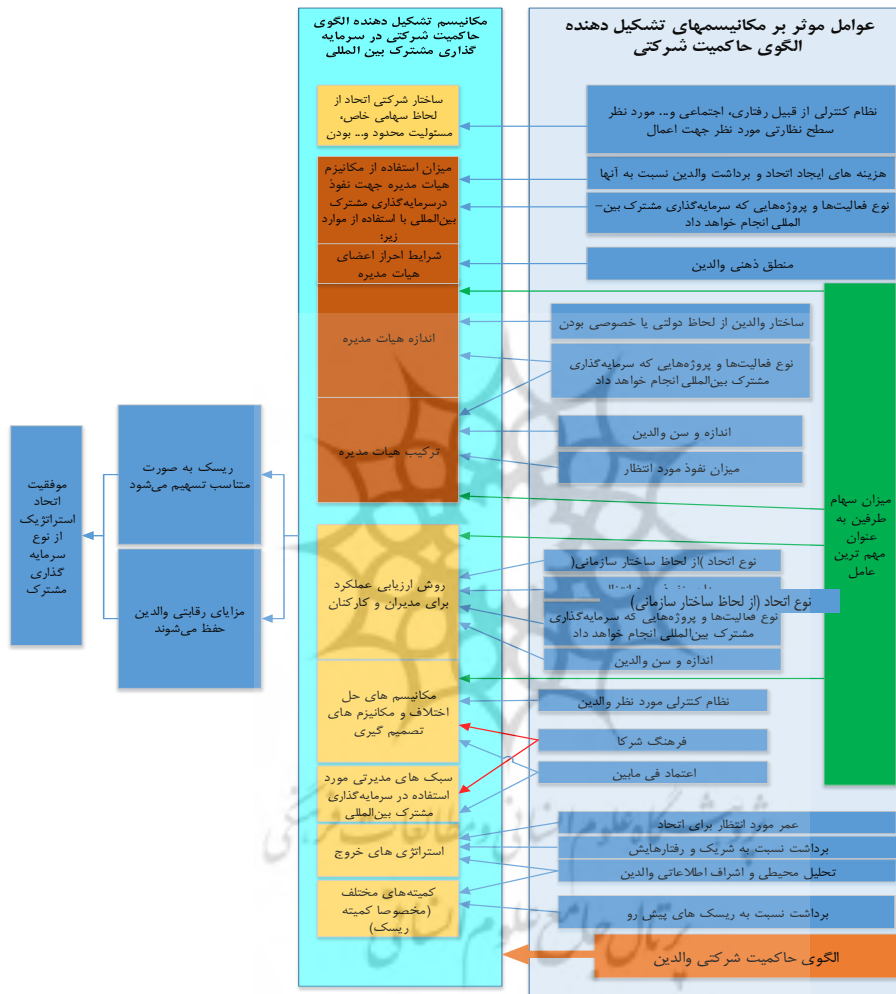 عوامل موثر بر مکانیسمهای تشکیل دهنده
الگوی حاکمیت شرکتی
نظام کنترلی از قبیل رفتاری، اجتماعی و... مورد نظر
سطح نظارتی مورد نظر جهت اعمال
هزینه های ایجاد اتحاد و برداشت والدین نسبت به آنها
نوع فعالیت‌ها و پروژه‌هایی که سرمایه‌گذاری مشترک بین-
المللی انجام خواهد داد
منطق ذهنی والدین
ساختار والدین از لحاظ دولتی یا خصوصی بودن
نوع فعالیت‌ها و پروژه‌هایی که سرمایه‌گذاری
مشترک بین‌المللی انجام خواهد داد
اندازه و سن والدین
میزان نفوذ مورد انتظار
میزان سهام
طرفین به
عنوان
مهم ترین
عامل
نوع اتحاد )از لحاظ ساختار سازمانی(
نوع اتحاد (از لحاظ ساختار سازمانی)
نوع فعالیت‌ها و پروژه‌هایی که سرمایه‌گذاری
مشترک بین‌المللی انجام خواهد داد
اندازه و سن والدین
نظام کنترلی مورد نظر والدین
فرهنگ شرکا
اعتماد فی مابین
عمر مورد انتظار برای اتحاد
برداشت نسبت به شریک و رفتارهایش
تحلیل محیطی و اشراف اطلاعاتی والدین
برداشت نسبت به ریسک های پیش رو
الگوی حاکمیت شرکتی والدین
مکانیسم تشکیل دهنده الگوی
حاکمیت شرکتی در سرمایه
گذاری مشترک بین المللی
ساختار شرکتی اتحاد از
لحاظ سهامی خاص،
مسئولیت محدود و... بودن
میزان استفاده از مکانیزم
هیات مدیره جهت نفوذ
درسرمایه‌گذاری مشترک
بین‌المللی با استفاده از موارد
زیر:
شرایط احراز اعضای
هیات مدیره
اندازه هیات مدیره
ترکیب هیات مدیره
روش ارزیابی عملکرد
برای مدیران و کارکنان
مکانیسم های حل
اختلاف و مکانیزم های
تصمیم گیری
سبک های مدیرتی مورد
استفاده در سرمایه‌گذاری
مشترک بین‌المللی
استراتژی های خروج
کمیته‌های مختلف
(مخصوصا کمیته
ریسک)
ریسک به صورت
متناسب تسهیم می‌شود
مزایای رقابتی والدین
حفظ می‌شوند
موفقیت
اتحاد
استراتژیک
از نوع
سرمایه
گذاری
مشترک
پژوهشگاه علوم انسانی و مطالعات فرهنگی
پرتال جامع علوم انسانی